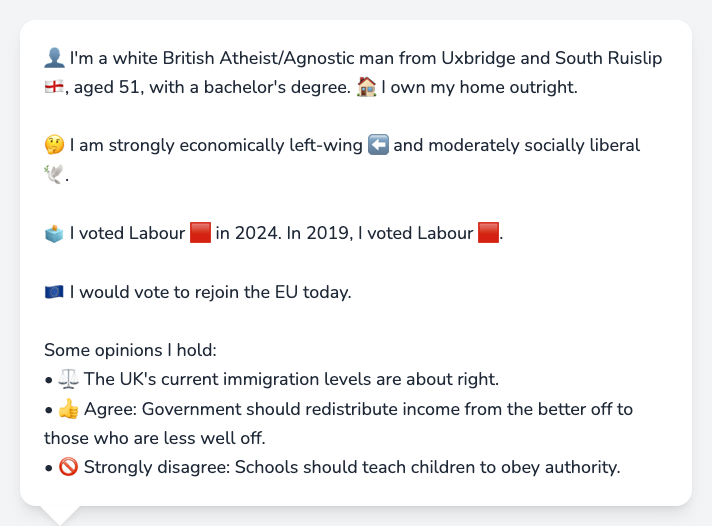 👤 I'm a white British Atheist/Agnostic man from Uxbridge and South Ruislip
🏴󠁧󠁢󠁥󠁮󠁧󠁿, aged 51, with a bachelor's degree. 🏠 I own my home outright.
🤔 I am strongly economically left-wing ⬅️ and moderately socially liberal
🕊️.
🗳️ I voted Labour 🟥 in 2024. In 2019, I voted Labour 🟥.
🇪🇺 I would vote to rejoin the EU today.
Some opinions I hold:
• ⚖️ The UK's current immigration levels are about right.
• 👍 Agree: Government should redistribute income from the better off to
those who are less well off.
• 🚫 Strongly disagree: Schools should teach children to obey authority.